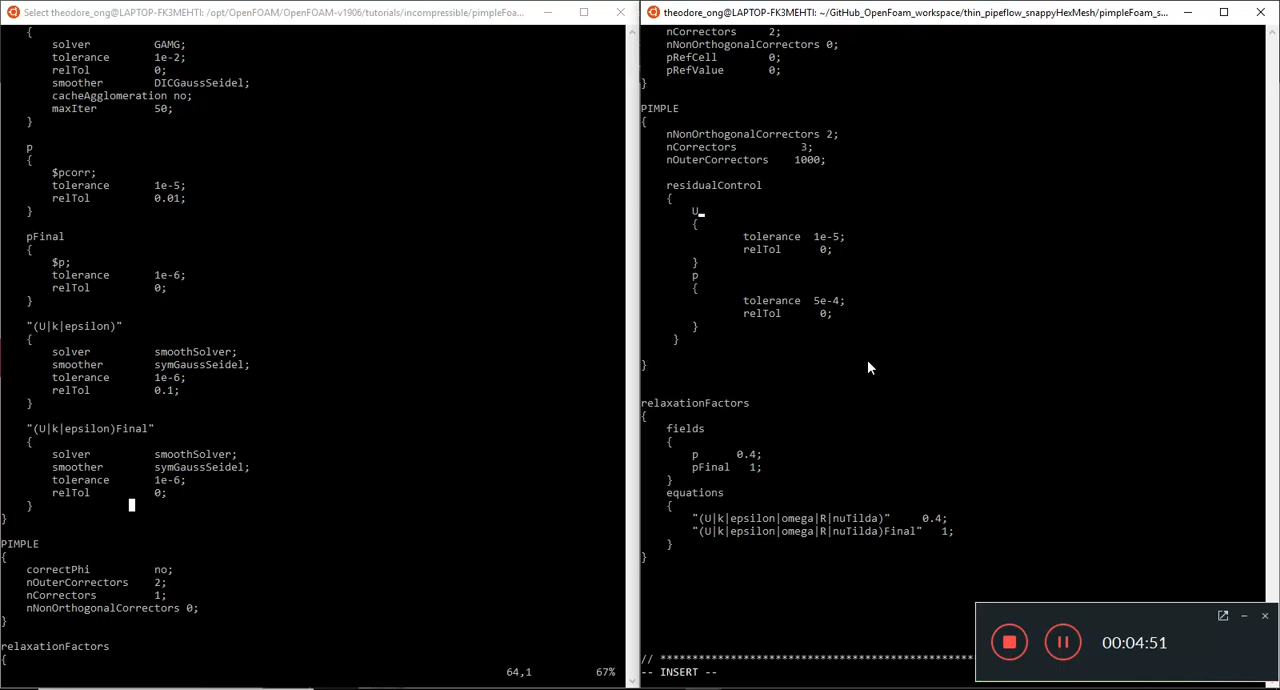 Select theodore_ong@LAPTOP-FK3MEHTI: /opt/OpenFOAM/OpenFOAM-v1906/tutorials/incompressible/pimpleFoa...
{
solver GAMG;
tolerance 1e-2;
relTol 0;
smoother DICGaussSeidel;
cacheAgglomeration no;
maxIter 50;
}
p
{
$pcorr;
tolerance 1e-5;
relTol 0.01;
}
pFinal
{
$p;
tolerance 1e-6;
relTol 0;
}
"(U|k|epsilon)"
{
solver smoothSolver;
smoother symGaussSeidel;
tolerance 1e-6;
relTol 0.1;
}
"(U|k|epsilon)Final"
{
solver smoothSolver;
smoother symGaussSeidel;
tolerance 1e-6;
relTol 0;
}
}
PIMPLE
{
correctPhi no;
nOuterCorrectors 2;
nCorrectors 1;
nNonOrthogonalCorrectors 0;
}
relaxationFactors
{
64,1 67%
theodore_ong@LAPTOP-FK3MEHTI: ~/GitHub_OpenFoam_workspace/thin_pipeflow_snappyHexMesh/pimpleFoam_s...
nCorrectors 2;
nNonOrthogonalCorrectors 0;
pRefCell 0;
pRefValue 0;
}
PIMPLE
{
nNonOrthogonalCorrectors 2;
nCorrectors 3;
nOuterCorrectors 1000;
residualControl
{
U
{
tolerance 1e-5;
relTol 0;
}
p
{
tolerance 5e-4;
relTol 0;
}
}
}
relaxationFactors
{
fields
{
p 0.4;
pFinal 1;
}
equations
{
"(U|k|epsilon|omega|R|nuTilda)" 0.4;
"(U|k|epsilon|omega|R|nuTilda)Final" 1;
}
}
// *************************************************
-- INSERT --
00:04:51